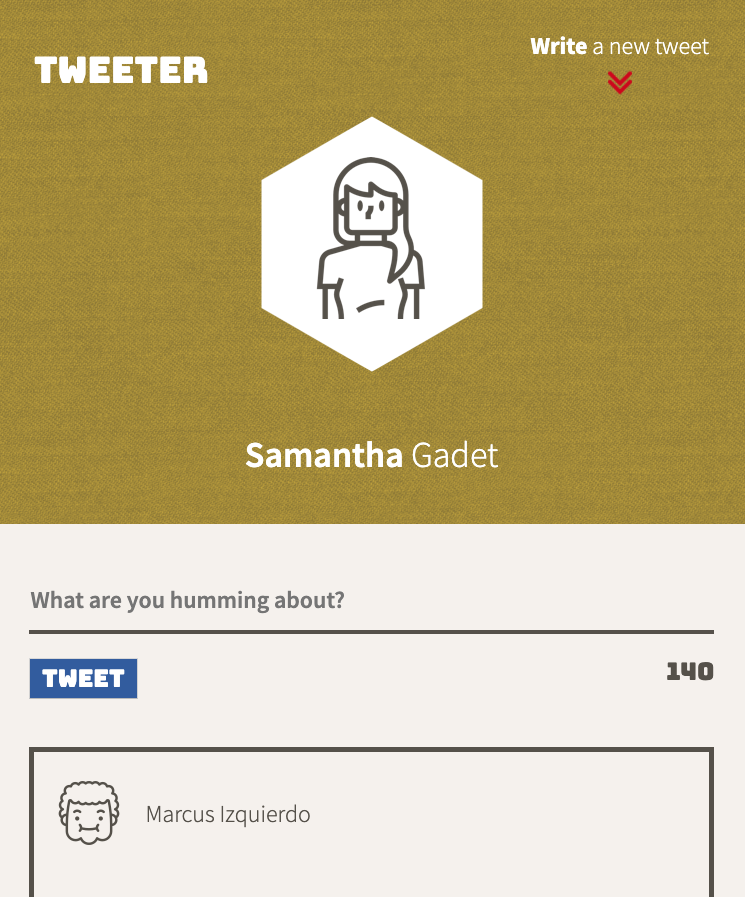 TWEETER
Write a new tweet
Samantha Gadet
What are you humming about?
TWEET
140
Marcus Izquierdo